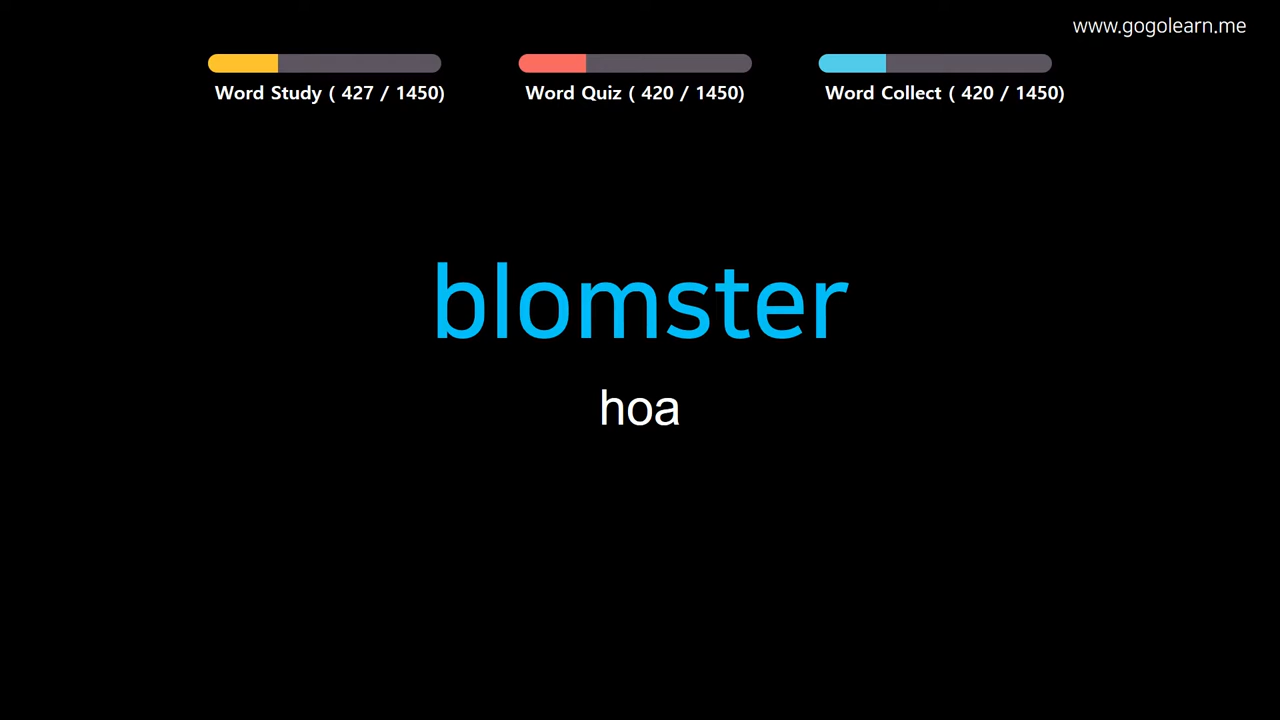 www.gogolearn.me
Word Study ( 427 / 1450)
Word Quiz ( 420 / 1450)
Word Collect ( 420 / 1450)
blomster
hoa